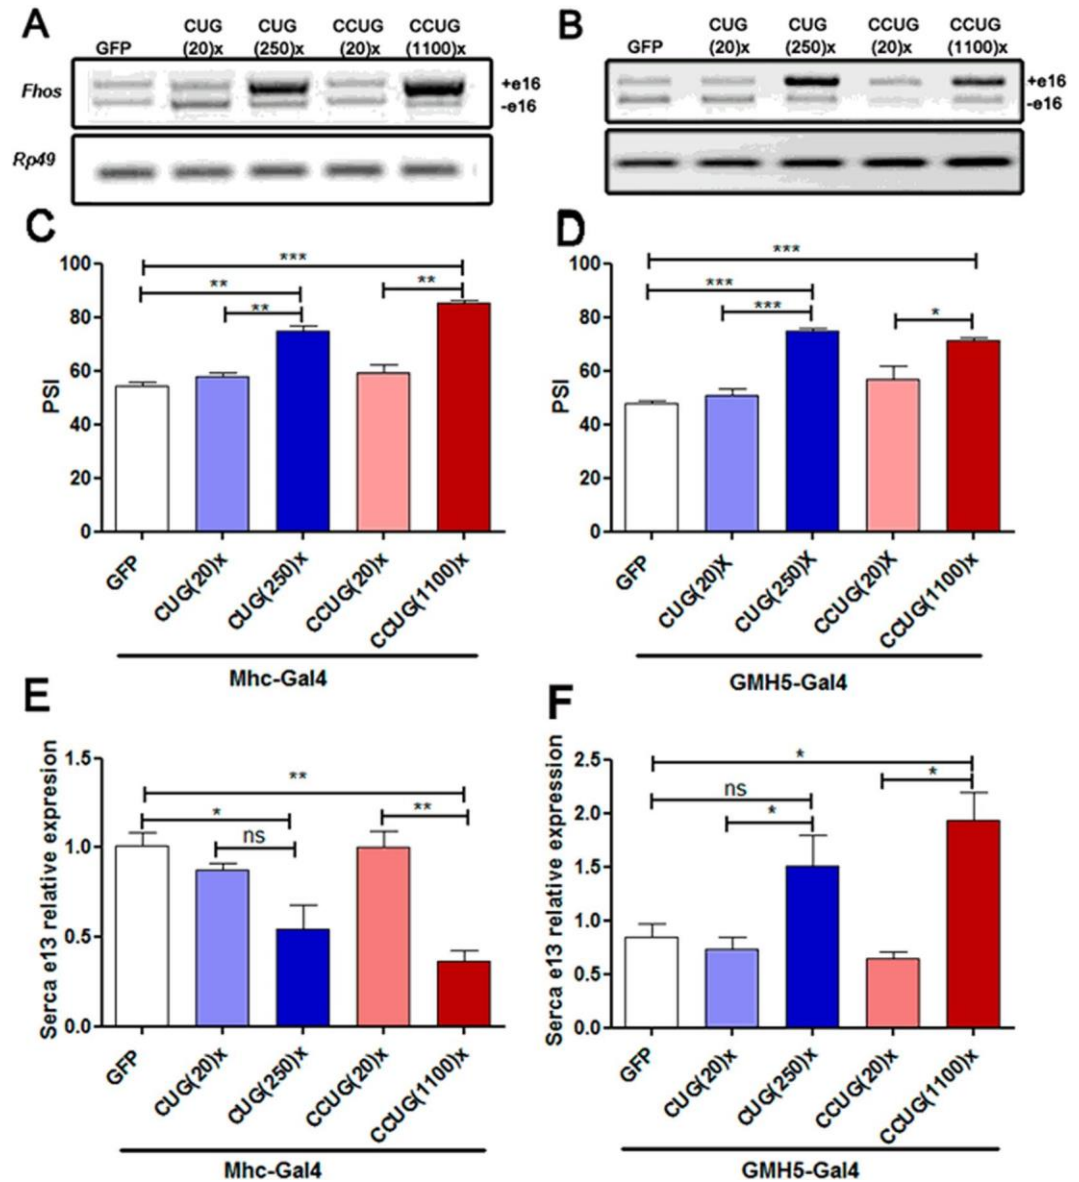 A
GFP CUG (20)x CUG (250)x CCUG (20)x CCUG (1100)x
Fhos +e16
-e16
Rp49
B
GFP CUG (20)x CUG (250)x CCUG (20)x CCUG (1100)x
+e16
-e16
C
100
80
60
40
20
0
PSI
***
**
**
**
GFP CUG(20)x CUG(250)x CCUG(20)x CCUG(1100)x
Mhc-Gal4
D
100
80
60
40
20
0
PSI
***
***
***
*
GFP CUG(20)X CUG(250)X CCUG(20)X CCUG(1100)x
GMH5-Gal4
E
1.5
1.0
0.5
0.0
Serca e13 relative expresion
**
*
**
ns
GFP CUG(20)x CUG(250)x CCUG(20)x CCUG(1100)x
Mhc-Gal4
F
2.5
2.0
1.5
1.0
0.5
0.0
Serca e13 relative expression
*
*
ns
*
GFP CUG(20)x CUG(250)x CCUG(20)x CCUG(1100)x
GMH5-Gal4